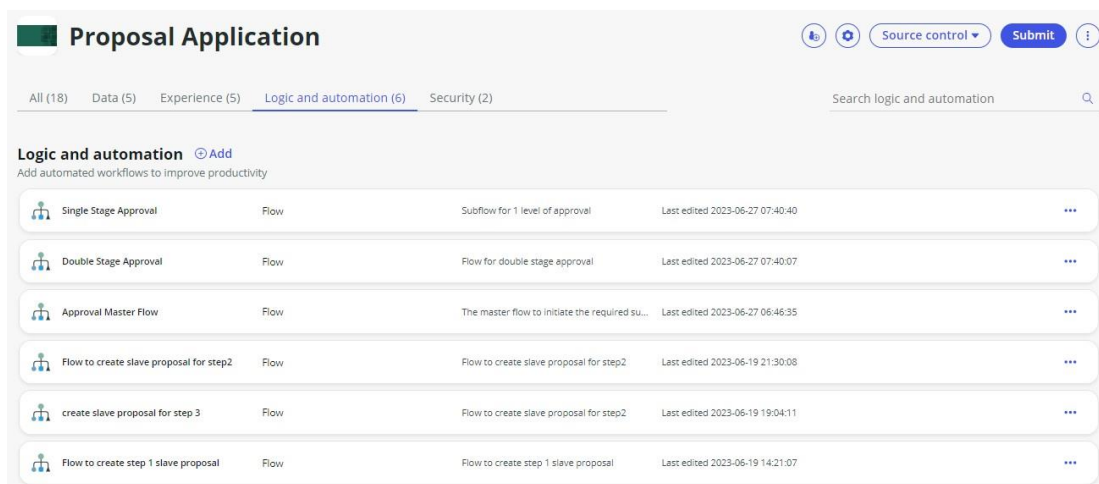 Proposal Application
Source control
Submit
All (18) Data (5) Experience (5) Logic and automation (6) Security (2) Search logic and automation
Logic and automation Add
Add automated workflows to improve productivity
Single Stage Approval Flow Subflow for 1 level of approval Last edited 2023-06-27 07:40:40
Double Stage Approval Flow Flow for double stage approval Last edited 2023-06-27 07:40:07
Approval Master Flow Flow The master flow to initiate the required su... Last edited 2023-06-27 06:46:35
Flow to create slave proposal for step2 Flow Flow to create slave proposal for step2 Last edited 2023-06-19 21:30:08
create slave proposal for step 3 Flow Flow to create slave proposal for step2 Last edited 2023-06-19 19:04:11
Flow to create step 1 slave proposal Flow Flow to create step 1 slave proposal Last edited 2023-06-19 14:21:07